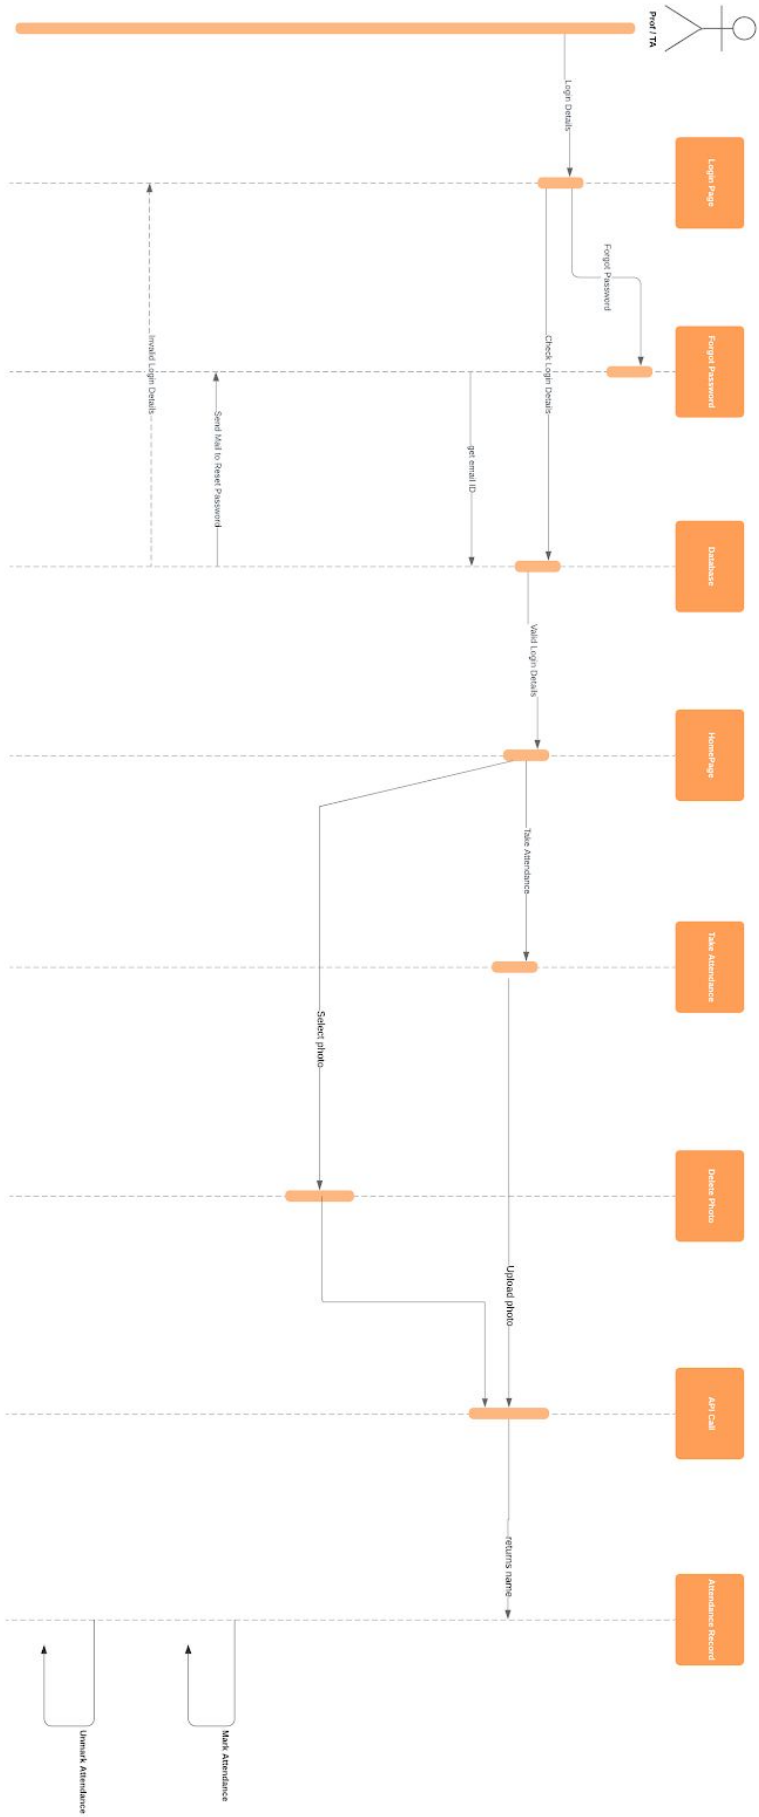 Prof / TA
Login Page
Forgot Password
Database
HomePage
Take Attendance
Delete Photo
API Call
Attendance Record
Login Details
Forgot Password
Check Login Details
Valid Login Details
Take Attendance
Upload photo
returns name
get email ID
Select photo
Send Mail to Reset Password
Mark Attendance
Invalid Login Details
Unmark Attendance